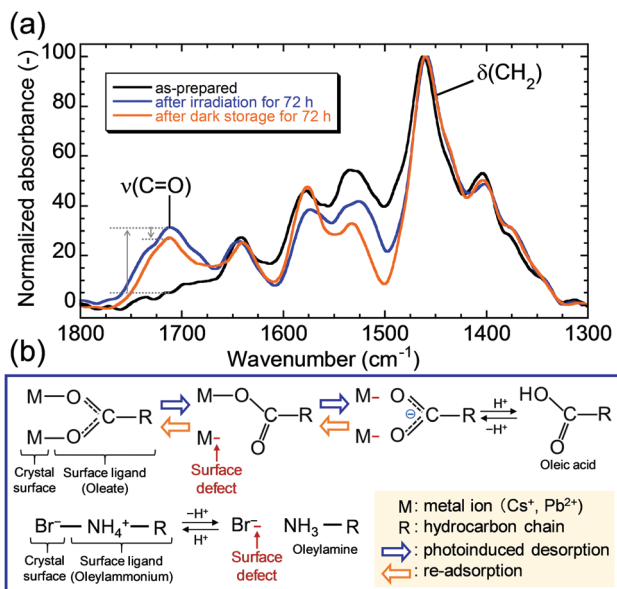 (a)
Normalized absorbance (-)
100
80
60
40
20
0
as-prepared
after irradiation for 72 h
after dark storage for 72 h
δ(CH₂)
ν(C=O)
1800 1700 1600 1500 1400 1300
Wavenumber (cm⁻¹)
(b)
M O C R
M O
M O C R
M⁻ O
M⁻ O C R
M⁻ O
⊖
H⁺
−H⁺
HO C R
O
Oleic acid
Crystal surface
Surface ligand (Oleate)
Surface defect
Br⁻ NH₄⁺ R
−H⁺
H⁺
Br⁻ NH₃ R
Oleylamine
Crystal surface
Surface ligand (Oleylammonium)
Surface defect
M: metal ion (Cs⁺, Pb²⁺)
R: hydrocarbon chain
: photoinduced desorption
: re-adsorption